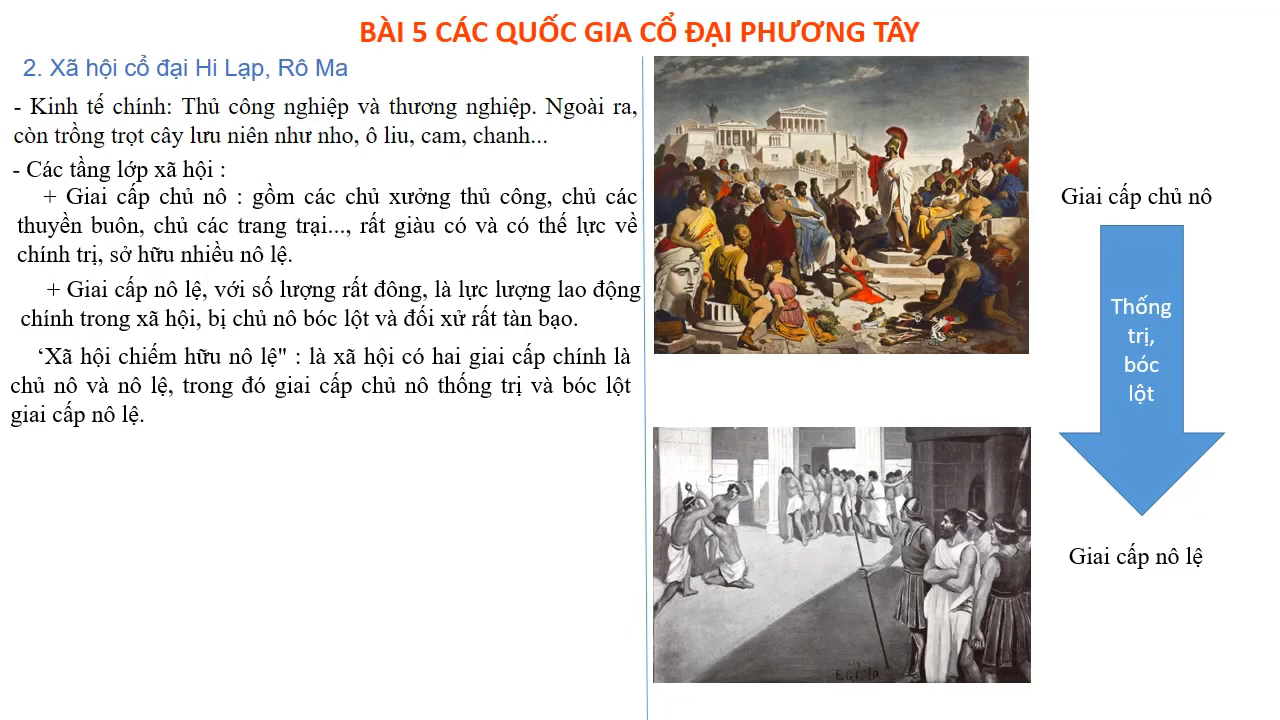 BÀI 5 CÁC QUỐC GIA CỔ ĐẠI PHƯƠNG TÂY
2. Xã hội cổ đại Hi Lạp, Rô Ma
- Kinh tế chính: Thủ công nghiệp và thương nghiệp. Ngoài ra,
còn trồng trọt cây lưu niên như nho, ô liu, cam, chanh...
- Các tầng lớp xã hội :
+ Giai cấp chủ nô : gồm các chủ xưởng thủ công, chủ các
thuyền buôn, chủ các trang trại..., rất giàu có và có thế lực về
chính trị, sở hữu nhiều nô lệ.
+ Giai cấp nô lệ, với số lượng rất đông, là lực lượng lao động
chính trong xã hội, bị chủ nô bóc lột và đối xử rất tàn bạo.
‘Xã hội chiếm hữu nô lệ" : là xã hội có hai giai cấp chính là
chủ nô và nô lệ, trong đó giai cấp chủ nô thống trị và bóc lột
giai cấp nô lệ.
Giai cấp chủ nô
Thống
trị,
bóc
lột
Giai cấp nô lệ